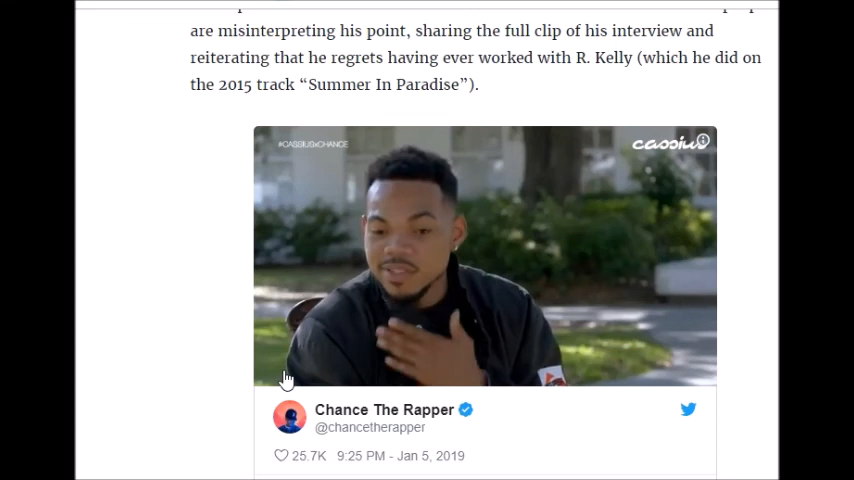 are misinterpreting his point, sharing the full clip of his interview and
reiterating that he regrets having ever worked with R. Kelly (which he did on
the 2015 track “Summer In Paradise”).
#CASSIUSxCHANCE
cassius
Chance The Rapper
@chancetherapper
25.7K 9:25 PM - Jan 5, 2019